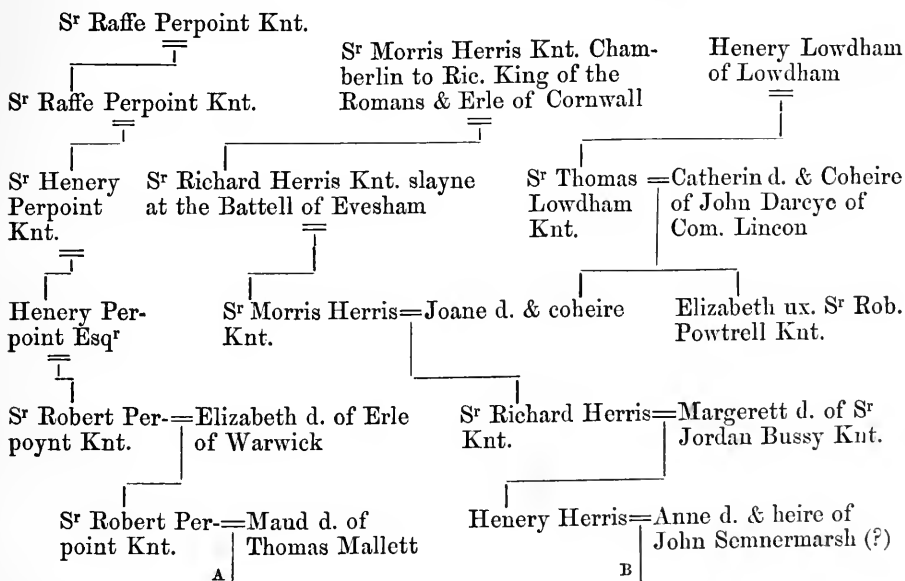 Sʳ Raffe Perpoint Knt.
Sʳ Morris Herris Knt. Cham-
berlin to Ric. King of the
Romans & Erle of Cornwall
Henery Lowdham
of Lowdham
Sʳ Raffe Perpoint Knt.
Sʳ Henery
Perpoint
Knt.
Sʳ Richard Herris Knt. slayne
at the Battell of Evesham
Sʳ Thomas
Lowdham
Knt.
=Catherin d. & Coheire
of John Darcye of
Com. Lincon
Henery Per-
point Esqʳ
Sʳ Morris Herris=Joane d. & coheire
Knt.
Elizabeth ux. Sʳ Rob.
Powtrell Knt.
Sʳ Robert Per-=Elizabeth d. of Erle
poynt Knt. of Warwick
Sʳ Richard Herris=Margerett d. of Sʳ
Knt. Jordan Bussy Knt.
Sʳ Robert Per-=Maud d. of
point Knt. Thomas Mallett
A
Henery Herris=Anne d. & heire of
John Semnermarsh (?)
B